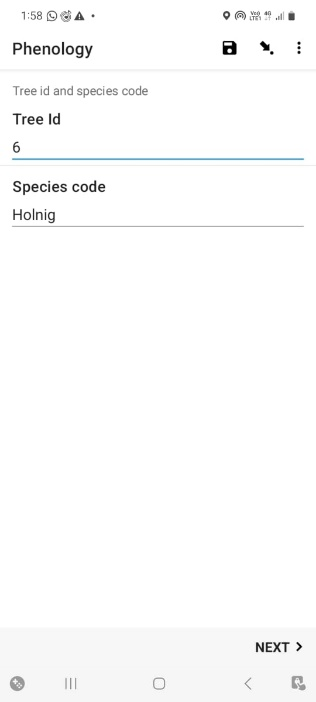 1:58
Phenology
Tree id and species code
Tree Id
6
Species code
Holnig
NEXT